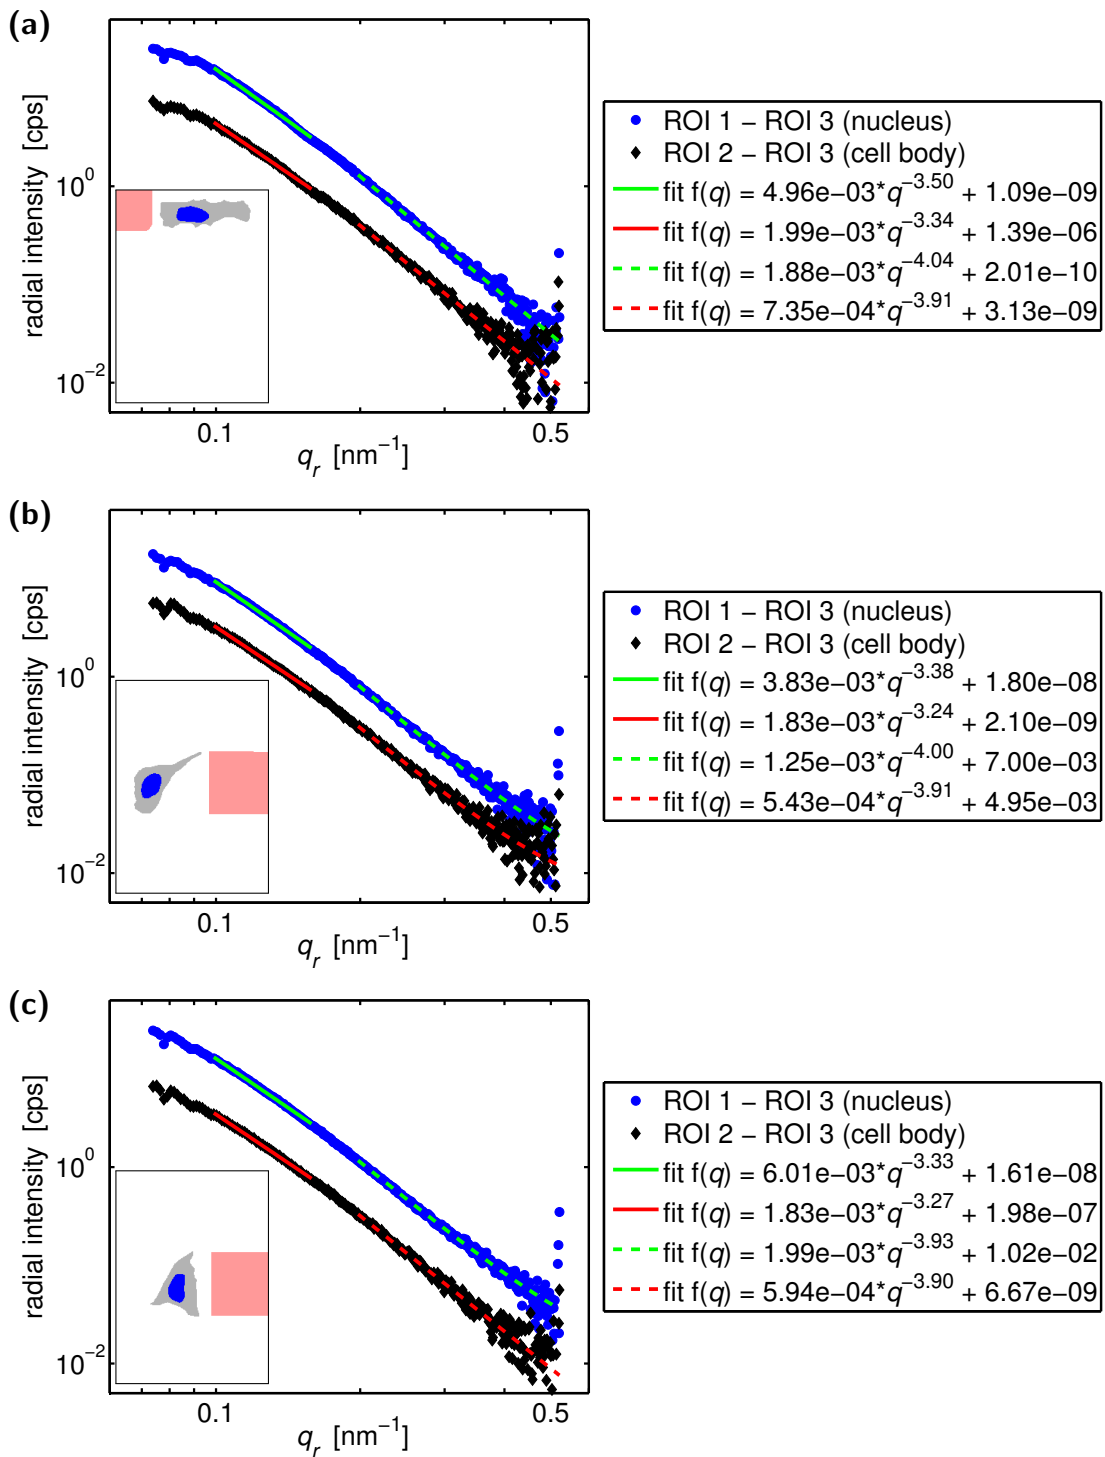 (a)
radial intensity [cps]
10⁰
10⁻²
0.1
0.5
qᵣ [nm⁻¹]
ROI 1 − ROI 3 (nucleus)
ROI 2 − ROI 3 (cell body)
fit f(q) = 4.96e−03*q⁻³·⁵⁰ + 1.09e−09
fit f(q) = 1.99e−03*q⁻³·³⁴ + 1.39e−06
fit f(q) = 1.88e−03*q⁻⁴·⁰⁴ + 2.01e−10
fit f(q) = 7.35e−04*q⁻³·⁹¹ + 3.13e−09
(b)
radial intensity [cps]
10⁰
10⁻²
0.1
0.5
qᵣ [nm⁻¹]
ROI 1 − ROI 3 (nucleus)
ROI 2 − ROI 3 (cell body)
fit f(q) = 3.83e−03*q⁻³·³⁸ + 1.80e−08
fit f(q) = 1.83e−03*q⁻³·²⁴ + 2.10e−09
fit f(q) = 1.25e−03*q⁻⁴·⁰⁰ + 7.00e−03
fit f(q) = 5.43e−04*q⁻³·⁹¹ + 4.95e−03
(c)
radial intensity [cps]
10⁰
10⁻²
0.1
0.5
qᵣ [nm⁻¹]
ROI 1 − ROI 3 (nucleus)
ROI 2 − ROI 3 (cell body)
fit f(q) = 6.01e−03*q⁻³·³³ + 1.61e−08
fit f(q) = 1.83e−03*q⁻³·²⁷ + 1.98e−07
fit f(q) = 1.99e−03*q⁻³·⁹³ + 1.02e−02
fit f(q) = 5.94e−04*q⁻³·⁹⁰ + 6.67e−09